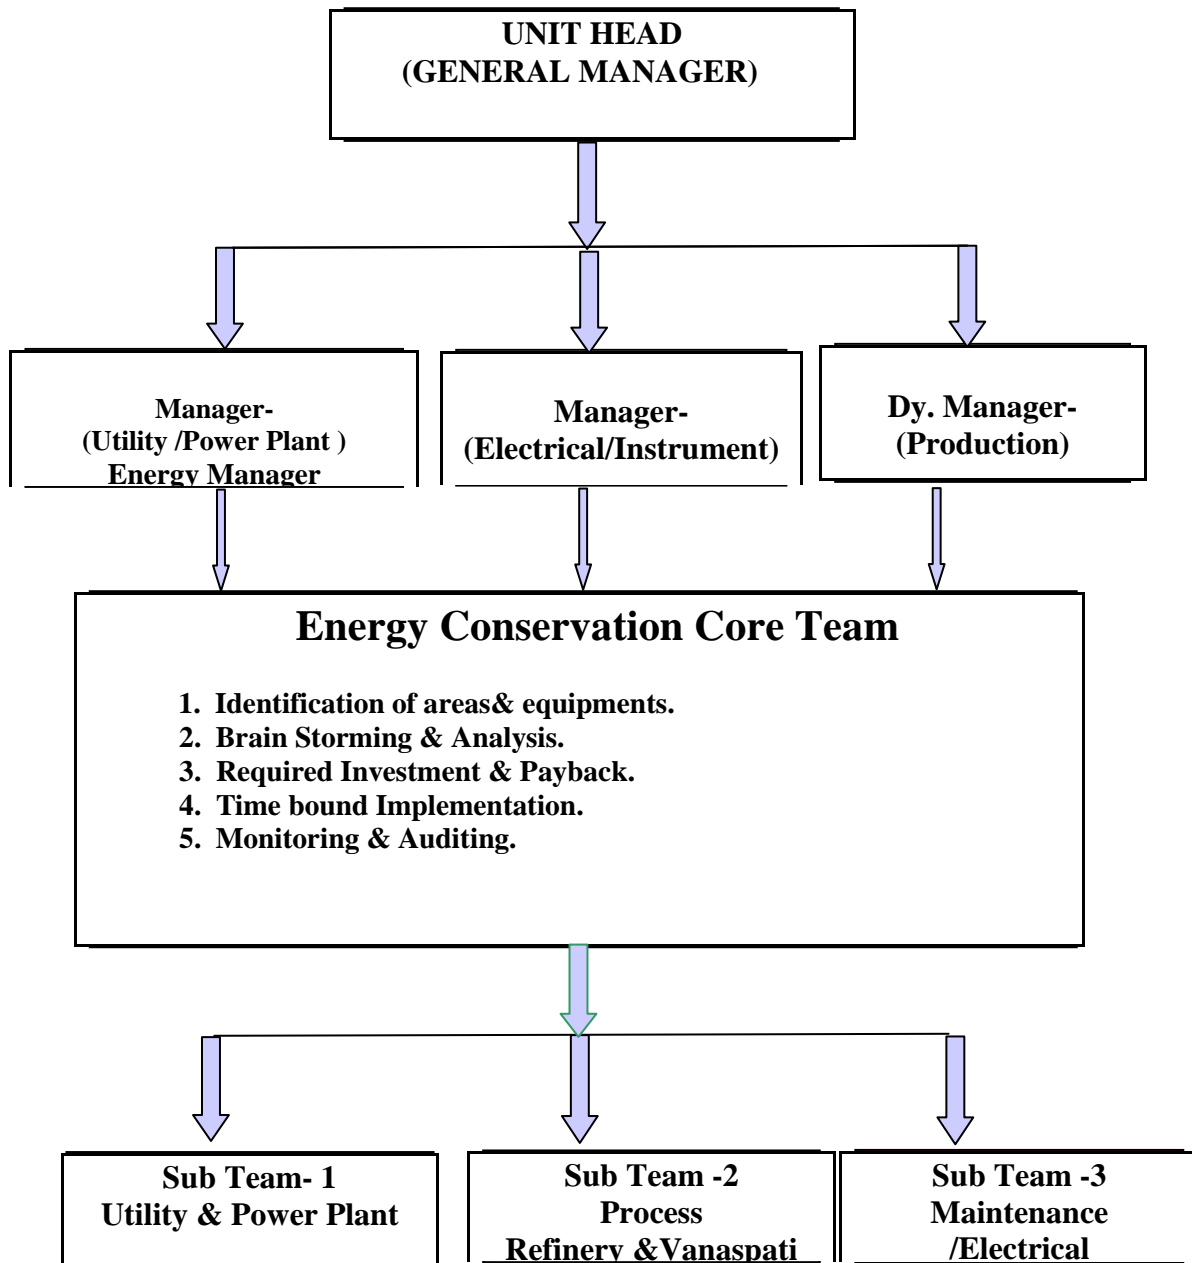 UNIT HEAD
(GENERAL MANAGER)
Manager-
(Utility /Power Plant )
Energy Manager
Manager-
(Electrical/Instrument)
Dy. Manager-
(Production)
Energy Conservation Core Team
1. Identification of areas& equipments.
2. Brain Storming & Analysis.
3. Required Investment & Payback.
4. Time bound Implementation.
5. Monitoring & Auditing.
Sub Team- 1
Utility & Power Plant
Sub Team -2
Process
Refinery &Vanaspati
Sub Team -3
Maintenance
/Electrical